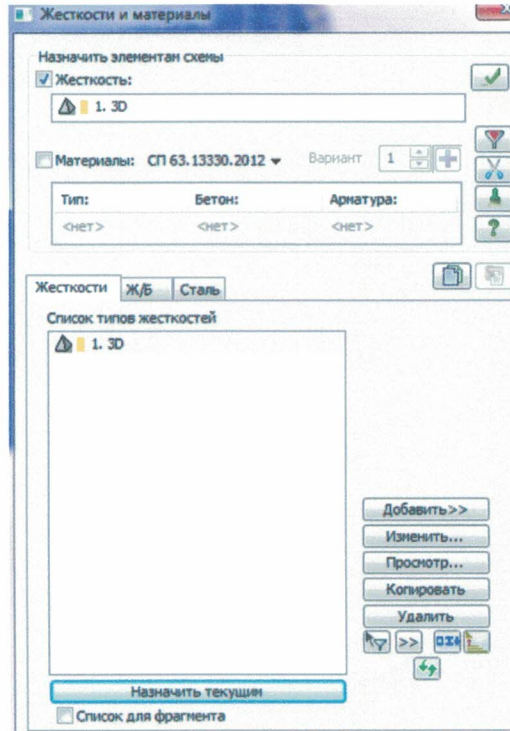 Жесткости и материалы
Назначить элементам схемы
Жесткость:
1. 3D
Материалы: СП 63.13330.2012 Вариант 1
Тип: Бетон: Арматура:
<нет> <нет> <нет>
Жесткости Ж/Б Сталь
Список типов жесткостей
1. 3D
Добавить>>
Изменить...
Просмотр...
Копировать
Удалить
>>
Назначить текущим
Список для фрагмента